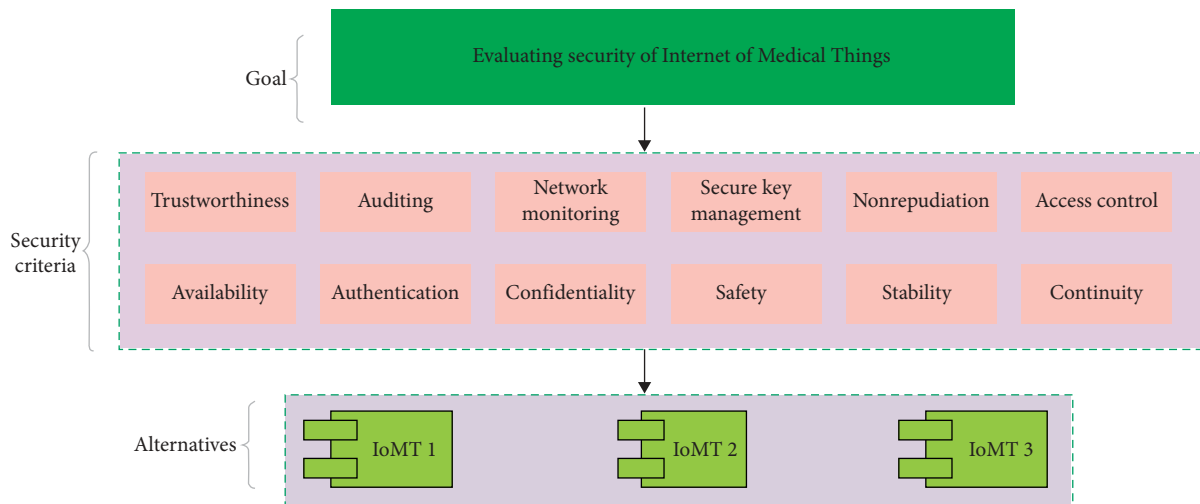 Evaluating security of Internet of Medical Things
Goal
Trustworthiness
Auditing
Network
monitoring
Secure key
management
Nonrepudiation
Access control
Security
criteria
Availability
Authentication
Confidentiality
Safety
Stability
Continuity
Alternatives
IoMT 1
IoMT 2
IoMT 3